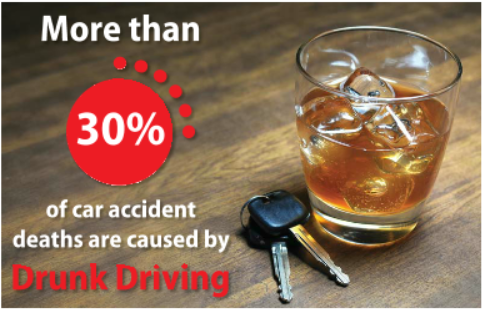 More than
30%
of car accident
deaths are caused by
Drunk Driving